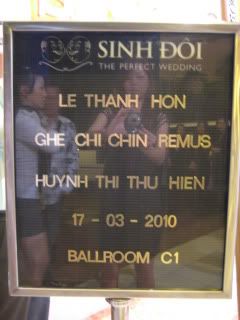 SINH ĐÔI
THE PERFECT WEDDING
LE THANH HON
GHE CHI CHIN REMUS
HUYNH THI THU HIEN
17 - 03 - 2010
BALLROOM C1